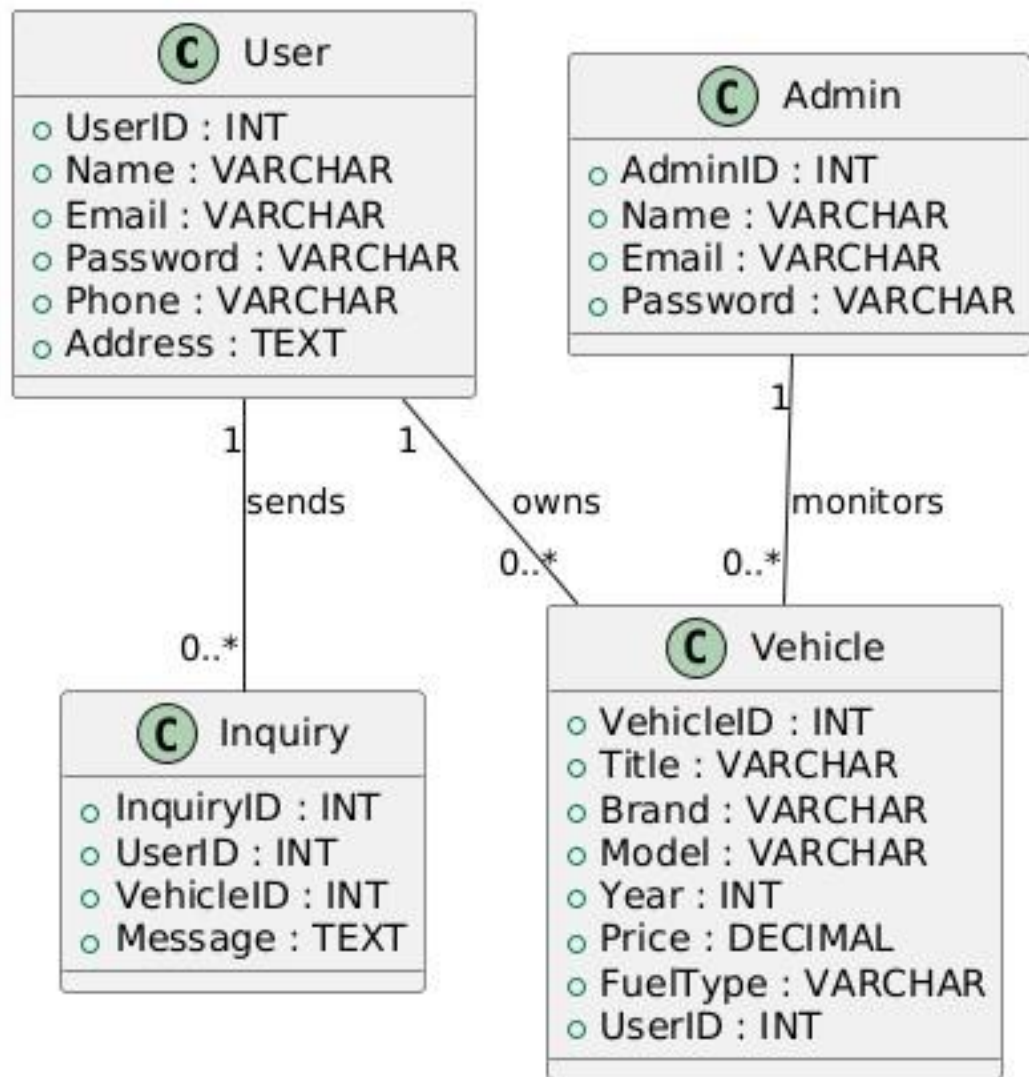 C User
UserID : INT
Name : VARCHAR
Email : VARCHAR
Password : VARCHAR
Phone : VARCHAR
Address : TEXT
C Admin
AdminID : INT
Name : VARCHAR
Email : VARCHAR
Password : VARCHAR
1
sends
0..*
1
owns
0..*
1
monitors
0..*
C Inquiry
InquiryID : INT
UserID : INT
VehicleID : INT
Message : TEXT
C Vehicle
VehicleID : INT
Title : VARCHAR
Brand : VARCHAR
Model : VARCHAR
Year : INT
Price : DECIMAL
FuelType : VARCHAR
UserID : INT